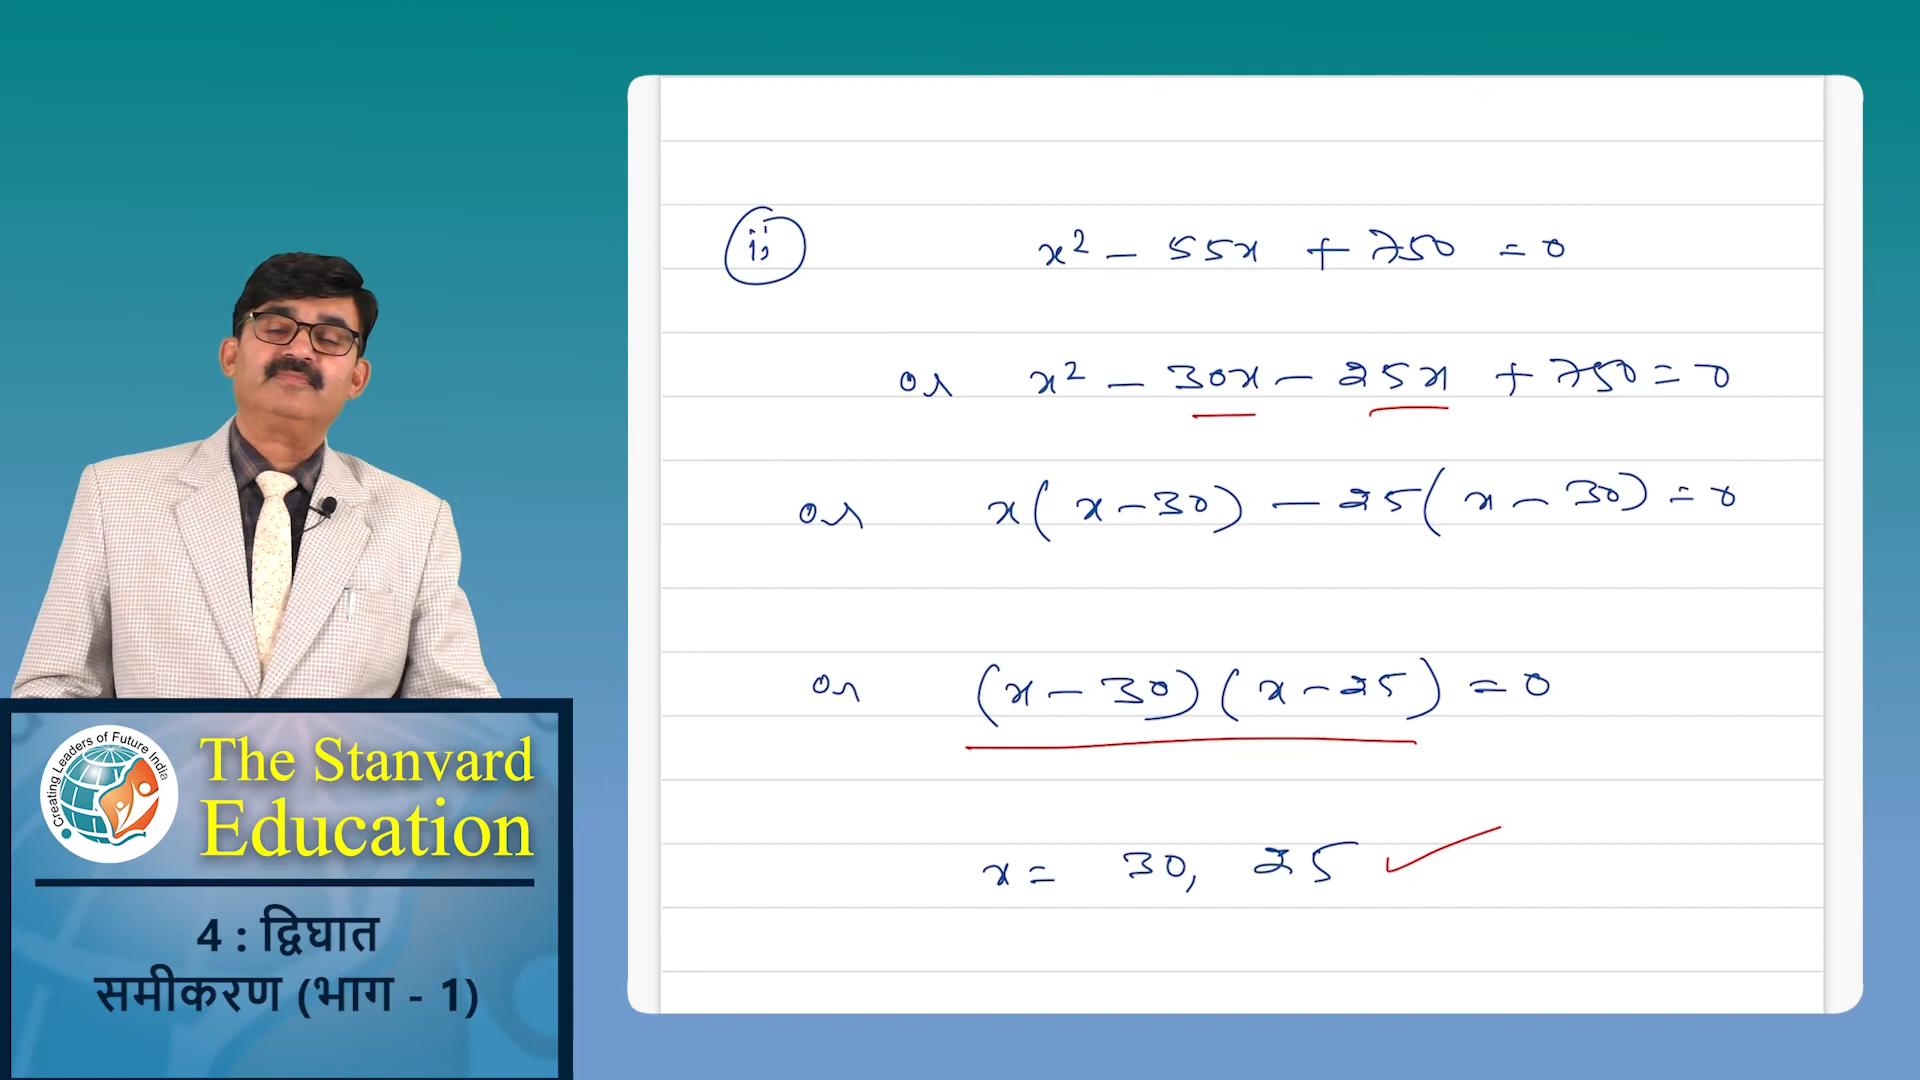 ii
x² - 55x + 750 = 0
or x² - 30x - 25x + 750 = 0
or x(x - 30) - 25(x - 30) = 0
or (x - 30)(x - 25) = 0
x = 30, 25
Creating Leaders of Future India
The Stanvard
Education
4 : द्विघात
समीकरण (भाग - 1)